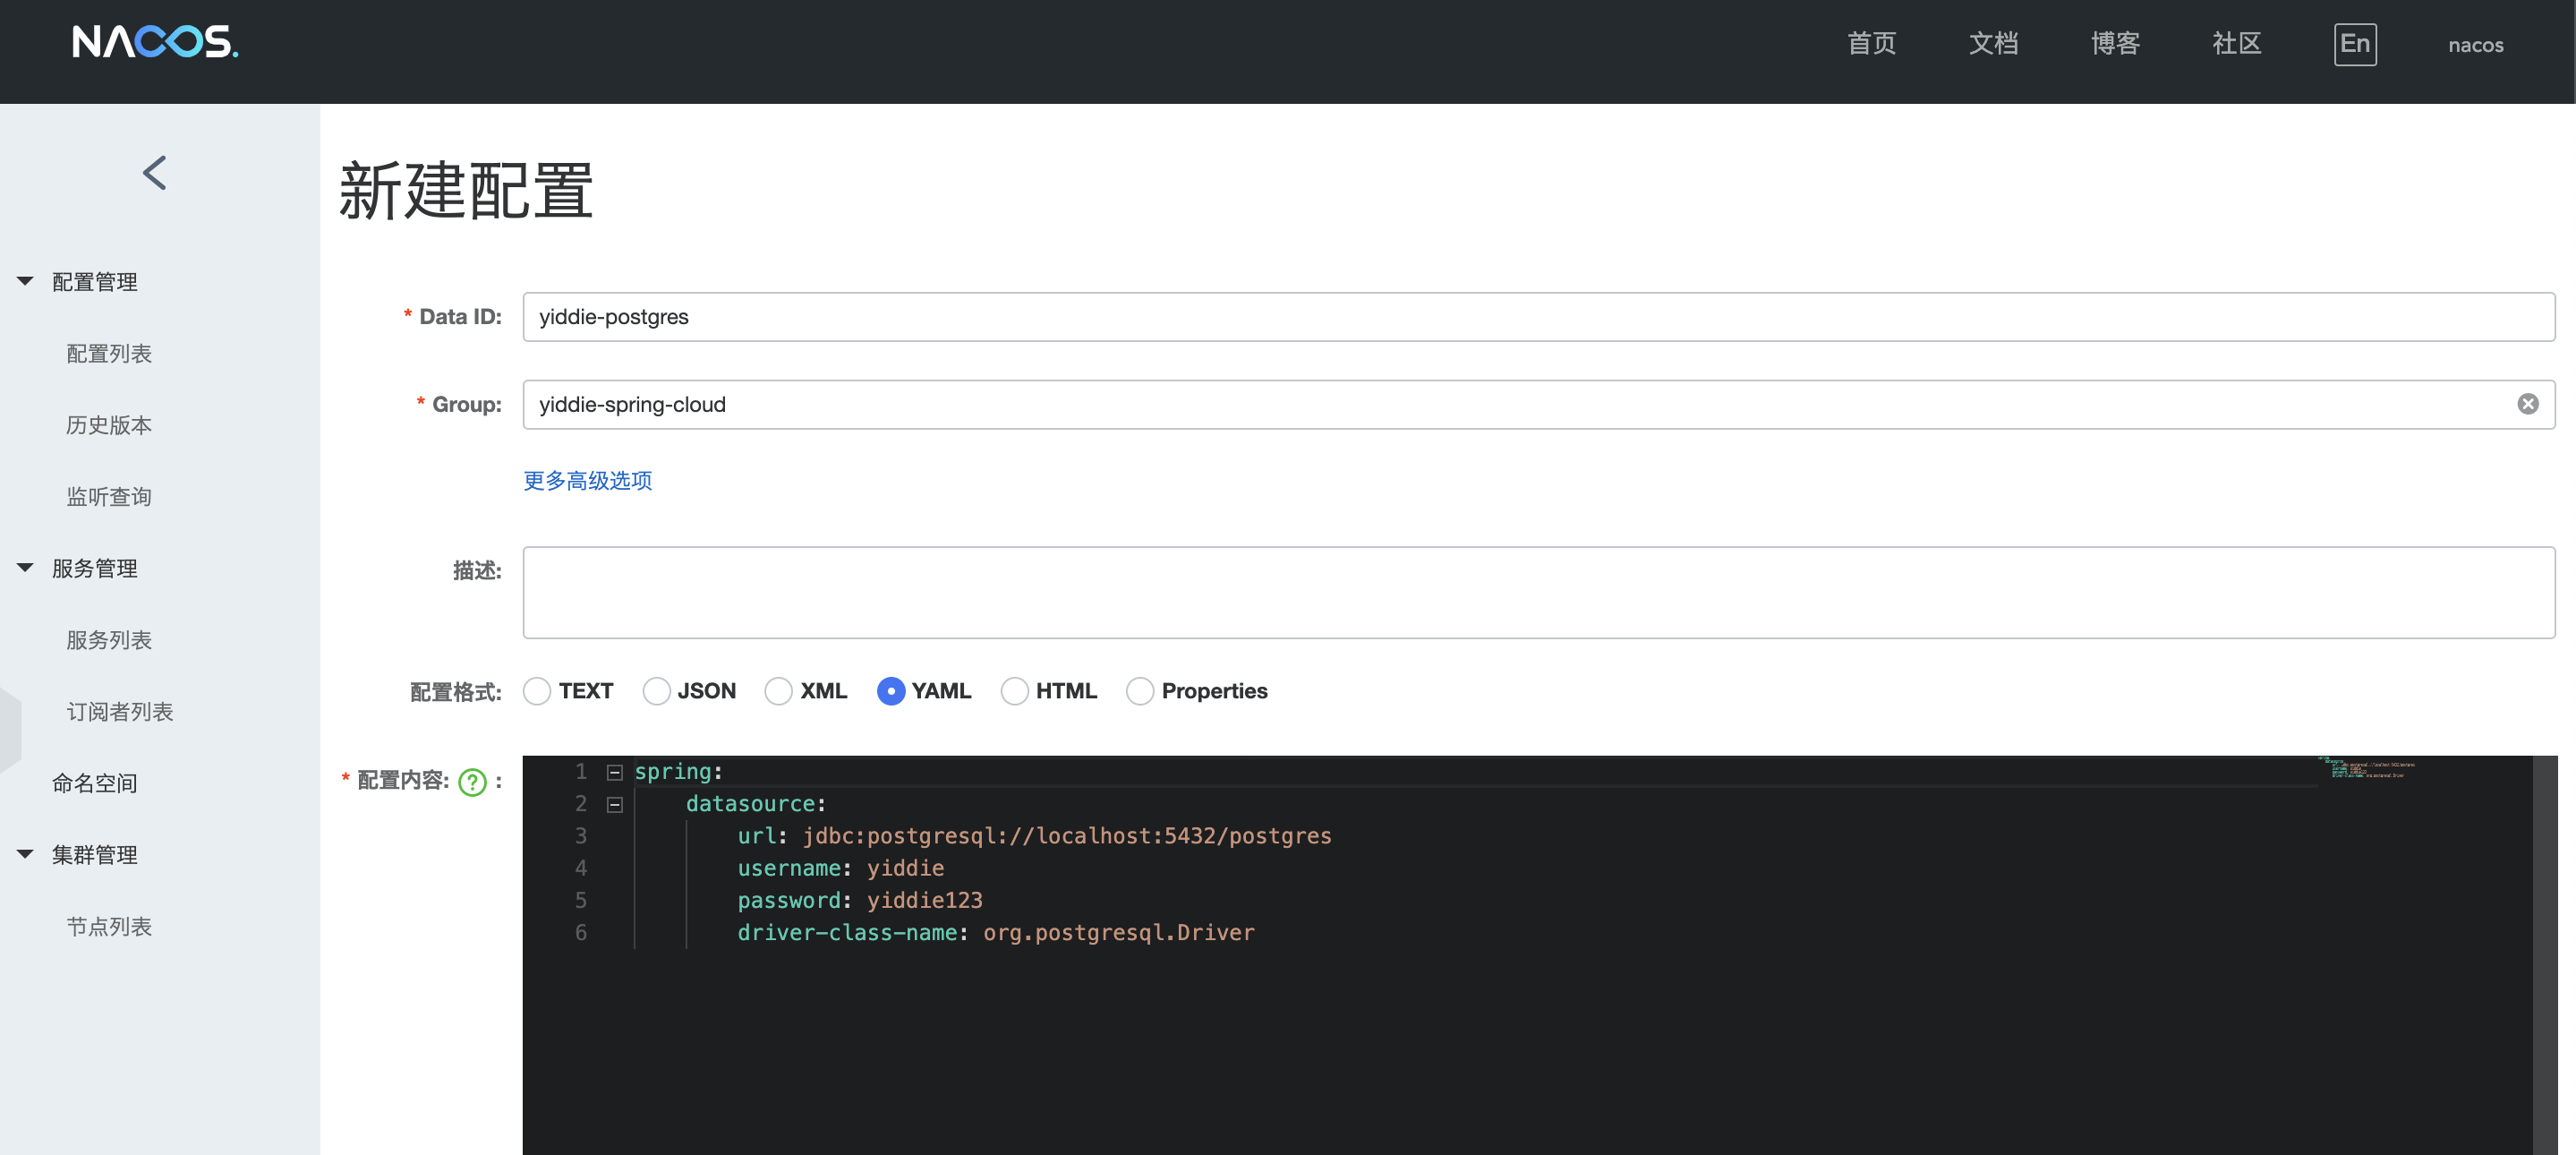 NACOS.
首页 文档 博客 社区 En nacos
新建配置
配置管理
配置列表
历史版本
监听查询
服务管理
服务列表
订阅者列表
命名空间
集群管理
节点列表
* Data ID: yiddie-postgres
* Group: yiddie-spring-cloud
更多高级选项
描述:
配置格式: TEXT JSON XML YAML HTML Properties
* 配置内容: ? :
1 spring:
2 datasource:
3 url: jdbc:postgresql://localhost:5432/postgres
4 username: yiddie
5 password: yiddie123
6 driver-class-name: org.postgresql.Driver